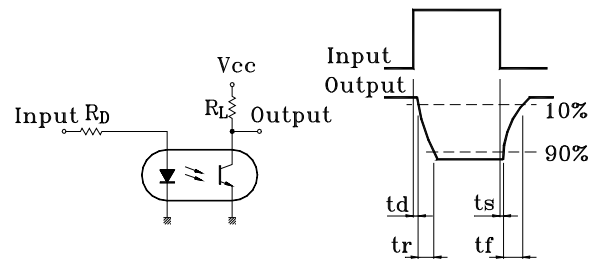 Vcc
Input RD
RL Output
Input
Output
10%
90%
td ts
tr tf